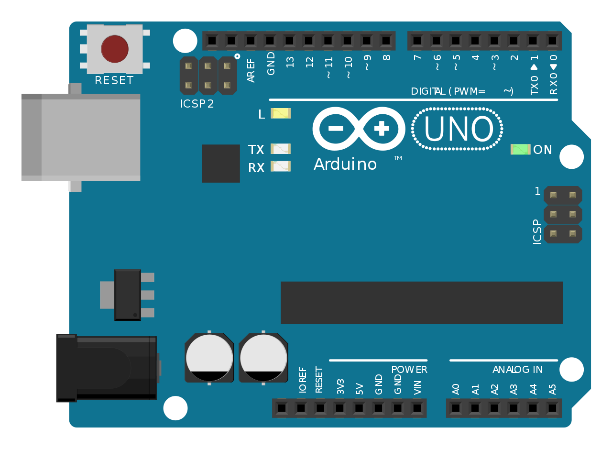 RESET
ICSP2
AREF
GND
13
12
~11
~10
~9
8
7
~6
~5
4
~3
2
TX0▶1
RX0◀0
DIGITAL (PWM= ~)
L
TX
RX
Arduino
TM
UNO
ON
1
ICSP
POWER
ANALOG IN
IOREF
RESET
3V3
5V
GND
GND
VIN
A0
A1
A2
A3
A4
A5